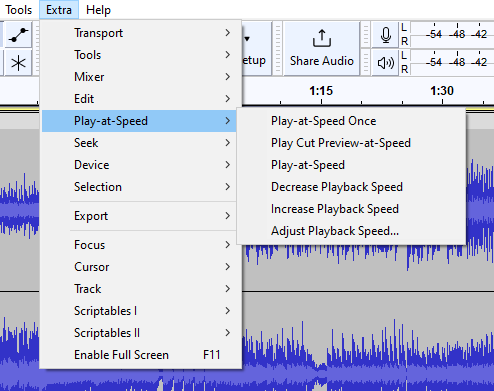 Tools Extra Help
Transport
Tools
Mixer
Edit
Play-at-Speed
Seek
Device
Selection
Export
Focus
Cursor
Track
Scriptables I
Scriptables II
Enable Full Screen F11
Play-at-Speed Once
Play Cut Preview-at-Speed
Play-at-Speed
Decrease Playback Speed
Increase Playback Speed
Adjust Playback Speed...
Share Audio
L
R
-54 -48 -42
L
R
-54 -48 -42
1:15 1:30